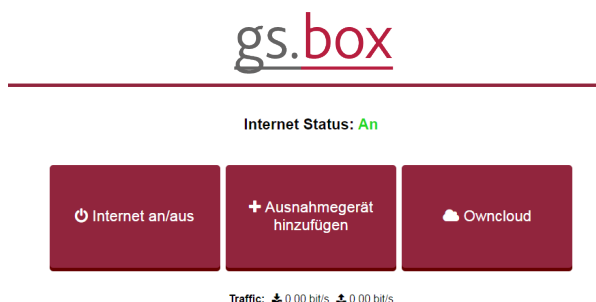 gs.box
Internet Status: An
Internet an/aus
Ausnahmegerät
hinzufügen
Owncloud
Traffic: 0.00 bit/s 0.00 bit/s